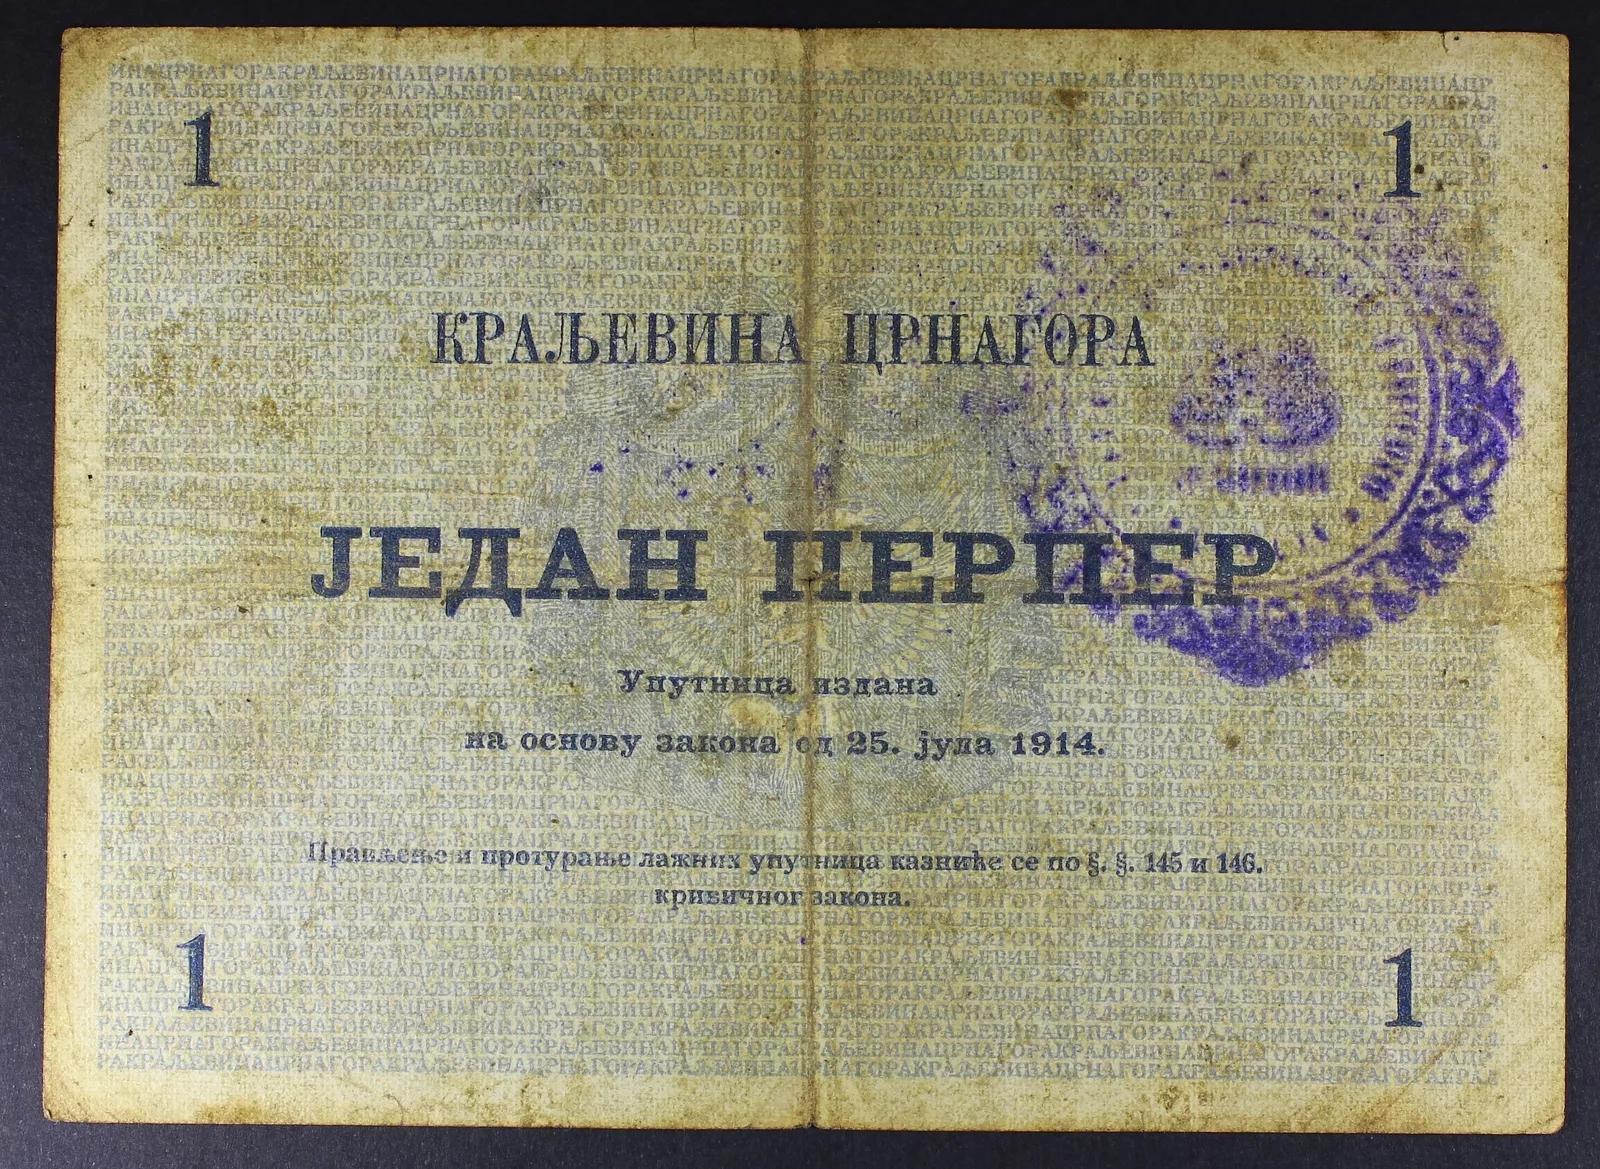 1 1
КРАЉЕВИНА ЦРНАГОРА
ЈЕДАН ПЕРПЕР
Упутница издана
на основу закона од 25. јула 1914.
Прављење и протурање лажних упутница казниће се по §. §. 145 и 146.
кривичног закона.
1 1